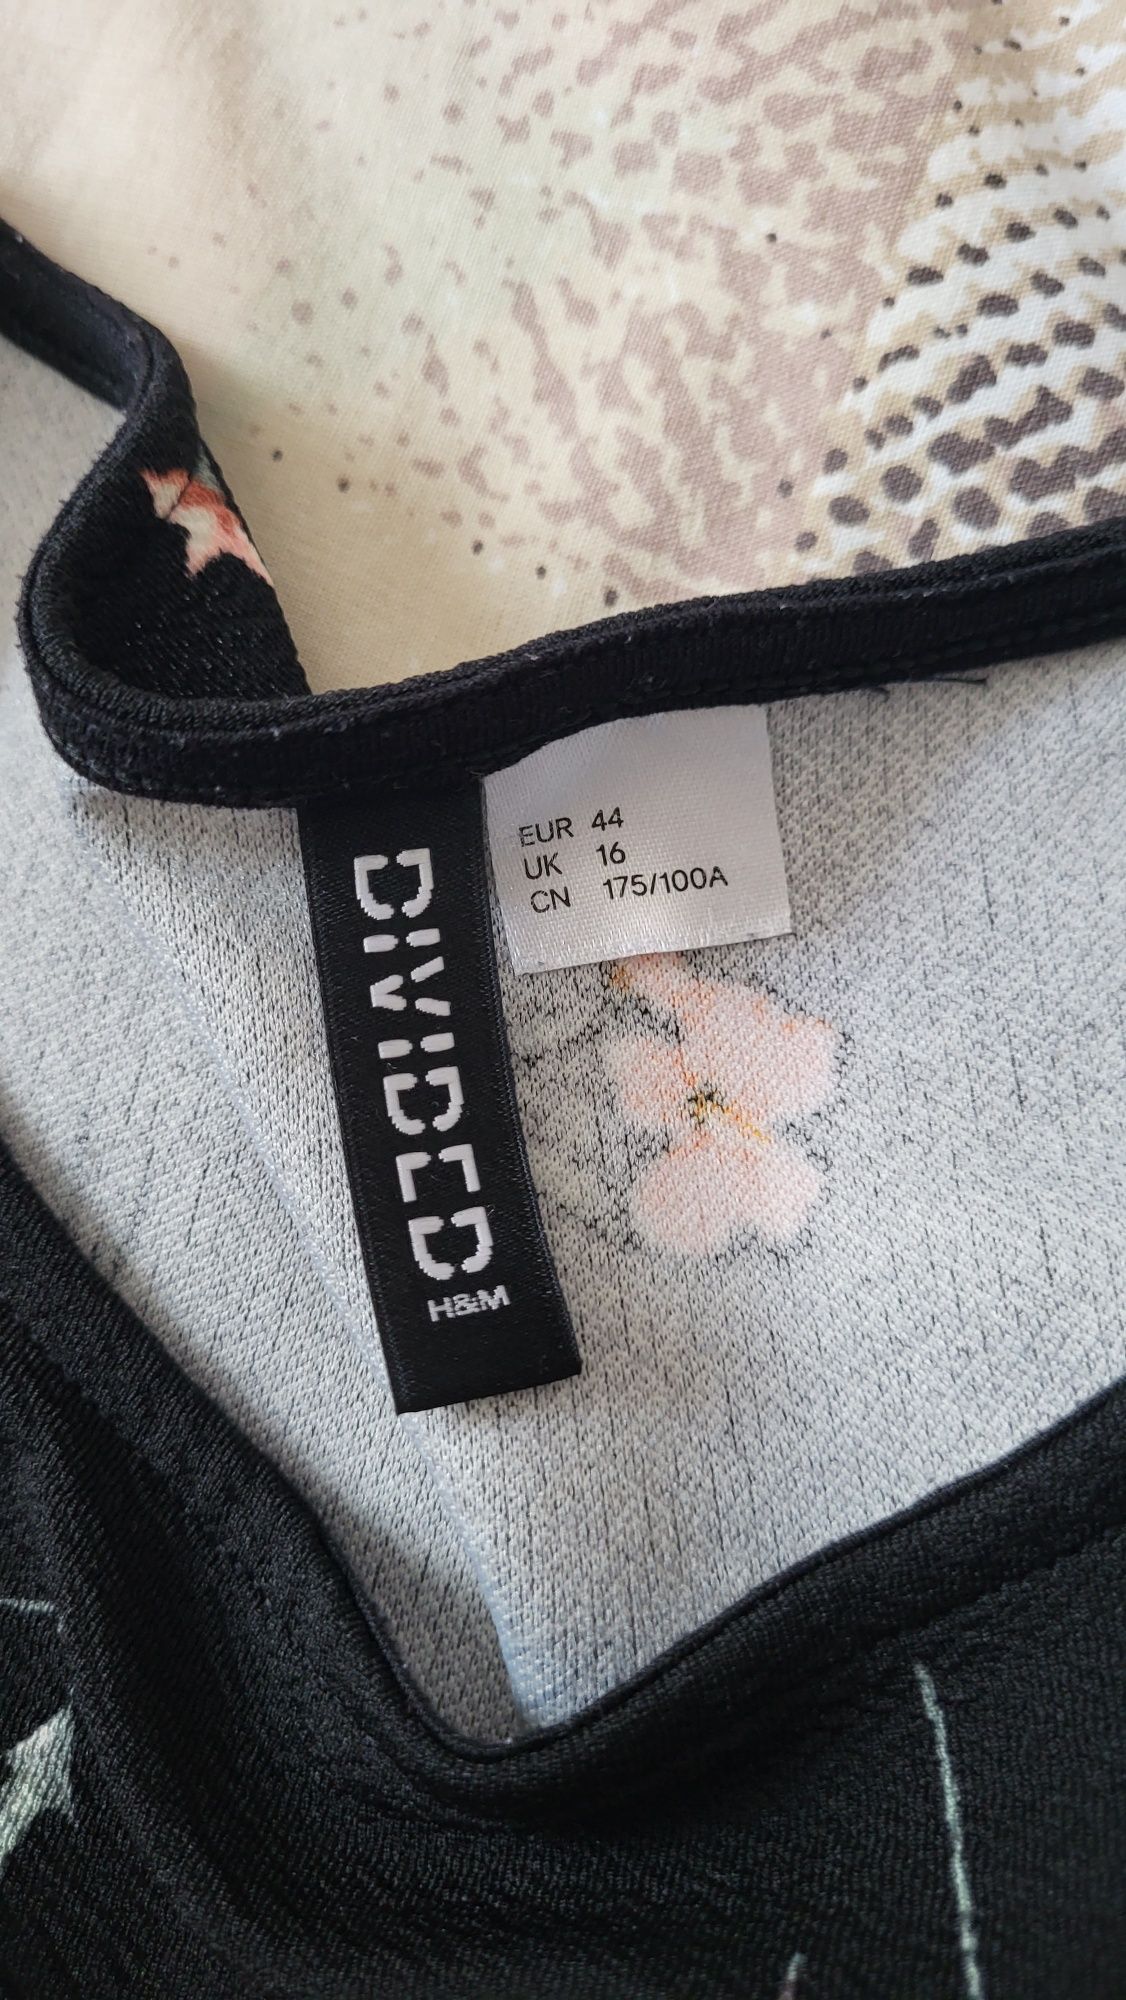 EUR 44
UK 16
CN 175/100A
DIVIDED
H&M